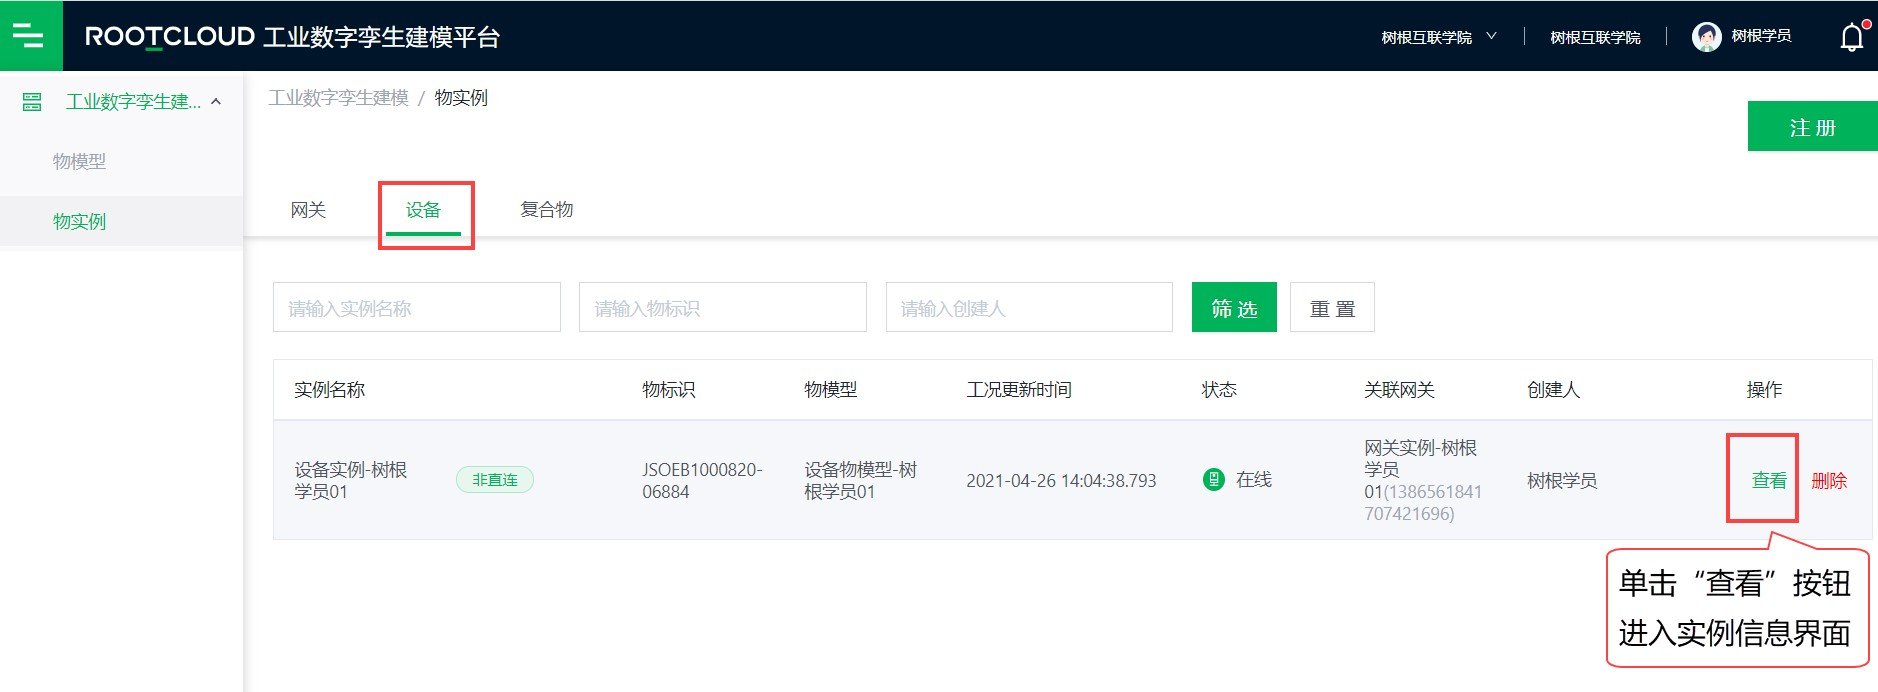 ROOTCLOUD 工业数字孪生建模平台
树根互联学院
树根互联学院
树根学员
工业数字孪生建...
物模型
物实例
工业数字孪生建模 / 物实例
注 册
网关
设备
复合物
请输入实例名称
请输入物标识
请输入创建人
筛 选
重 置
实例名称
物标识
物模型
工况更新时间
状态
关联网关
创建人
操作
设备实例-树根
学员01
非直连
JSOEB1000820-
06884
设备物模型-树
根学员01
2021-04-26 14:04:38.793
在线
网关实例-树根
学员
01(1386561841
707421696)
树根学员
查看
删除
单击“查看”按钮
进入实例信息界面